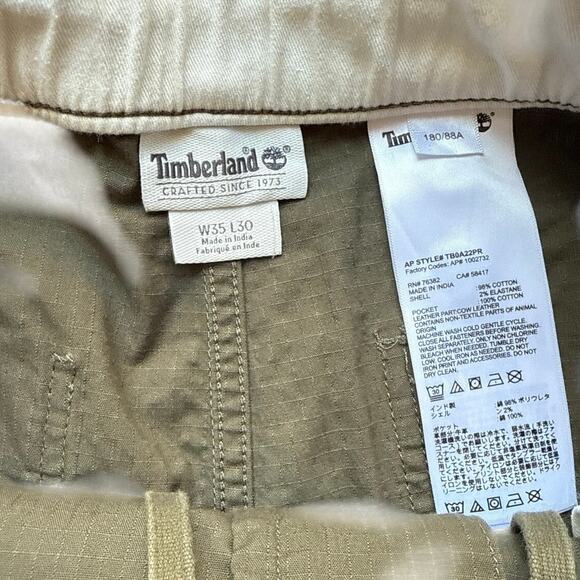 Timberland
CRAFTED SINCE 1973
W35 L30
Made in India
Fabriqué en Inde
Tim
180/88A
AP STYLE# TB0A22PR
Factory Codes: AP# 1002732
RN# 76382 CA# 58417
MADE IN INDIA : 98% COTTON
SHELL 2% ELASTANE
: 100% COTTON
POCKET
LEATHER PART:COW LEATHER
CONTAINS NON-TEXTILE PARTS OF ANIMAL
ORIGIN
MACHINE WASH COLD GENTLE CYCLE.
CLOSE ALL FASTENERS BEFORE WASHING.
WASH SEPARATELY. ONLY NON CHLORINE
BLEACH WHEN NEEDED. TUMBLE DRY
LOW. COOL IRON AS NEEDED. DO NOT
IRON PRINTED PARTS. DO NOT
DRY CLEAN.
30
インド製 : 綿 98% ポリウレタ
シェル ン2%
: 綿 100%
ポケット
30